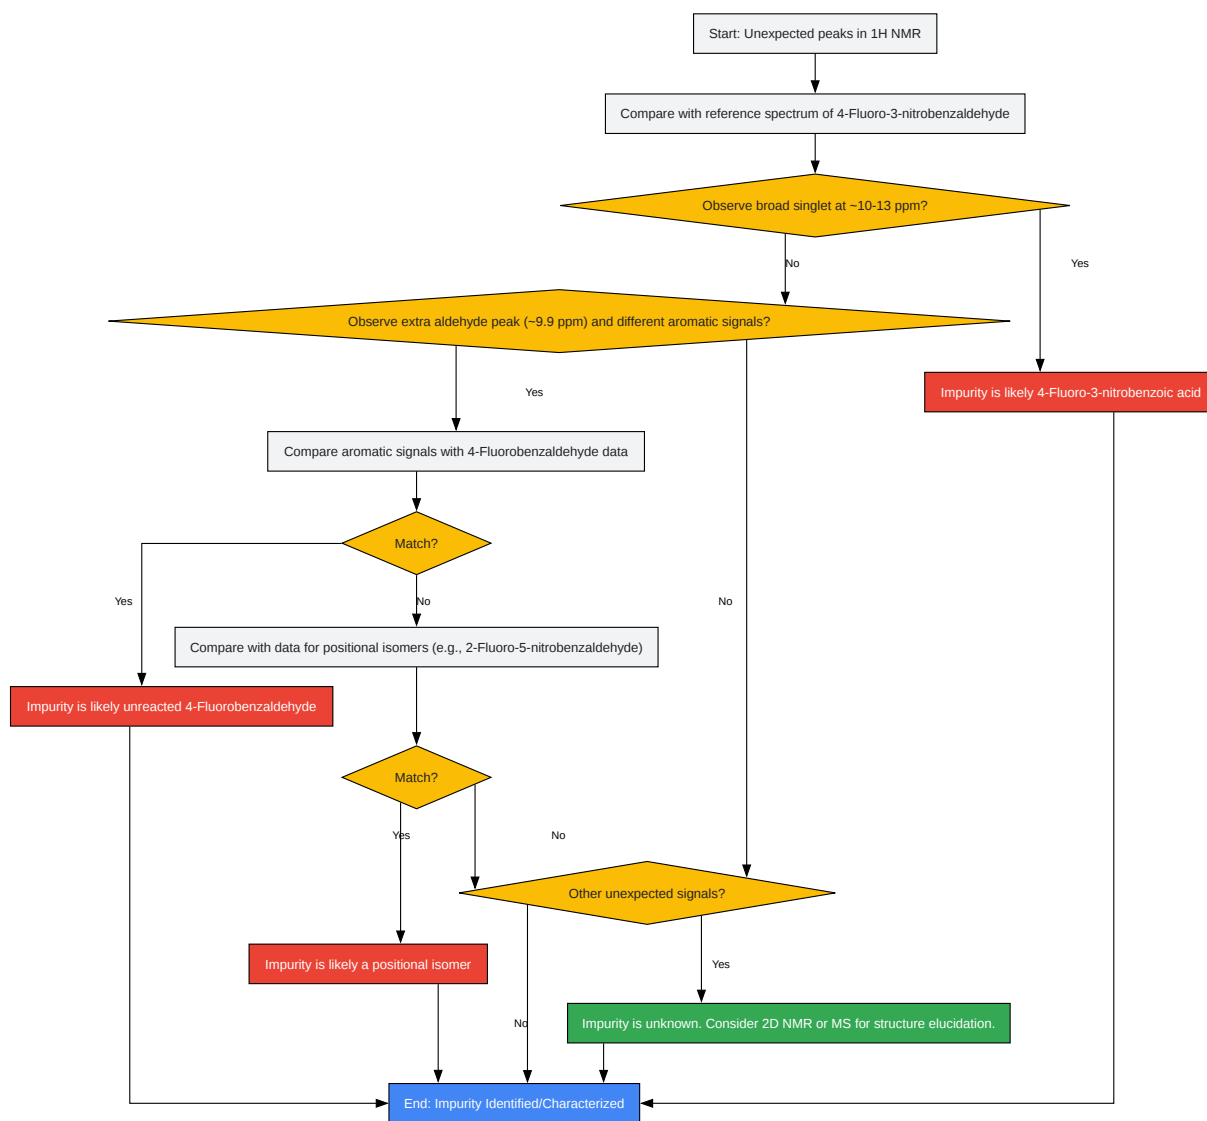 Start: Unexpected peaks in 1H NMR
Compare with reference spectrum of 4-Fluoro-3-nitrobenzaldehyde
Observe broad singlet at ~10-13 ppm?
No
Yes
Observe extra aldehyde peak (~9.9 ppm) and different aromatic signals?
Yes
Impurity is likely 4-Fluoro-3-nitrobenzoic acid
Compare aromatic signals with 4-Fluorobenzaldehyde data
Match?
Yes
No
No
Compare with data for positional isomers (e.g., 2-Fluoro-5-nitrobenzaldehyde)
Impurity is likely unreacted 4-Fluorobenzaldehyde
Match?
Yes
No
Other unexpected signals?
Impurity is likely a positional isomer
Yes
No
Impurity is unknown. Consider 2D NMR or MS for structure elucidation.
End: Impurity Identified/Characterized